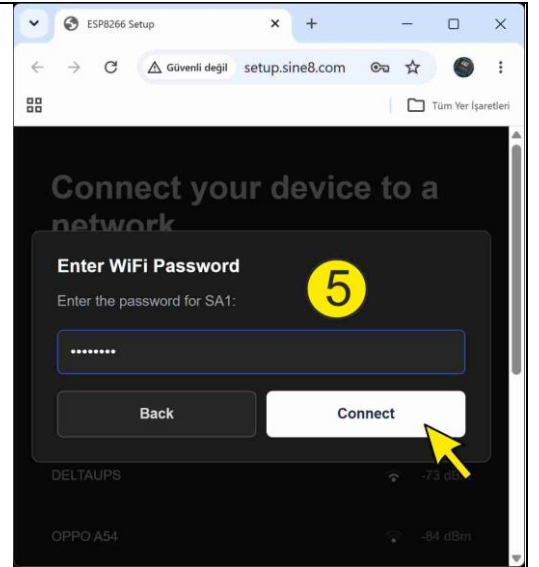 ESP8266 Setup
Güvenli değil setup.sine8.com
Tüm Yer İşaretleri
Connect your device to a
network
Enter WiFi Password
5
Enter the password for SA1:
••••••••
Back Connect
DELTAUPS -73 dBm
OPPO A54 -84 dBm